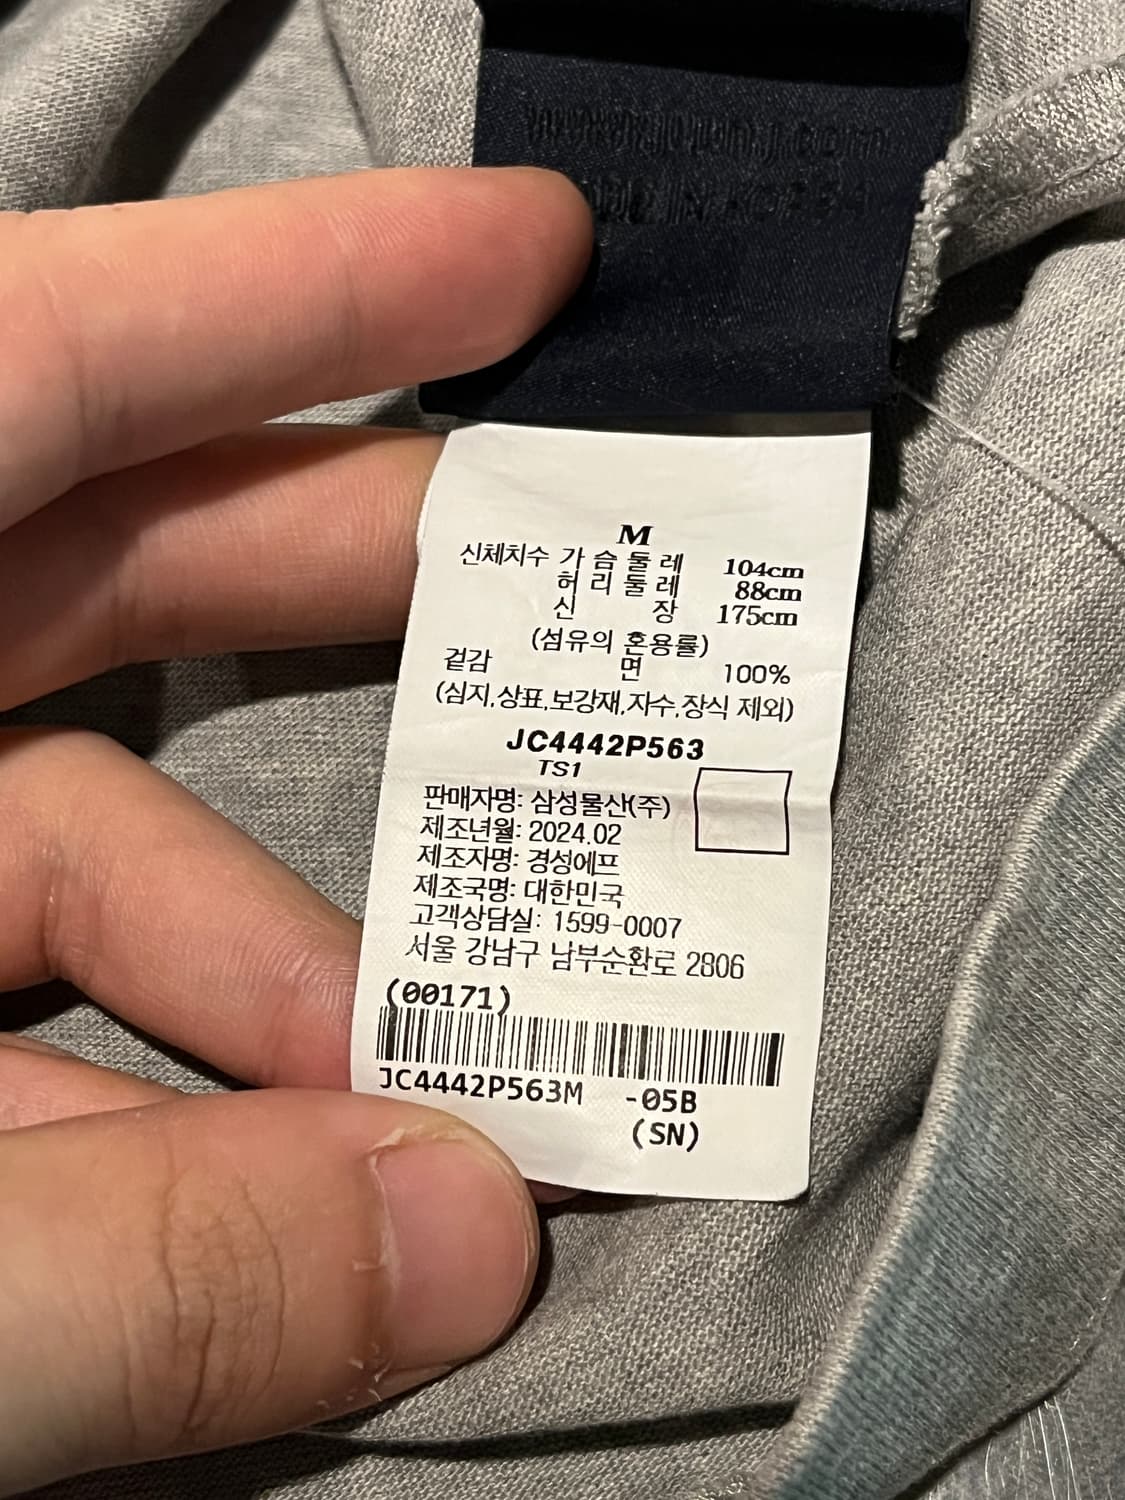 M
신체치수 가 슴 둘 레 104cm
허 리 둘 레 88cm
신 장 175cm
(섬유의 혼용률)
겉감 면 100%
(심지,상표,보강재,자수,장식 제외)
JC4442P563
TS1
판매자명: 삼성물산(주)
제조년월: 2024.02
제조자명: 경성에프
제조국명: 대한민국
고객상담실: 1599-0007
서울 강남구 남부순환로 2806
(00171)
JC4442P563M -05B
(SN)